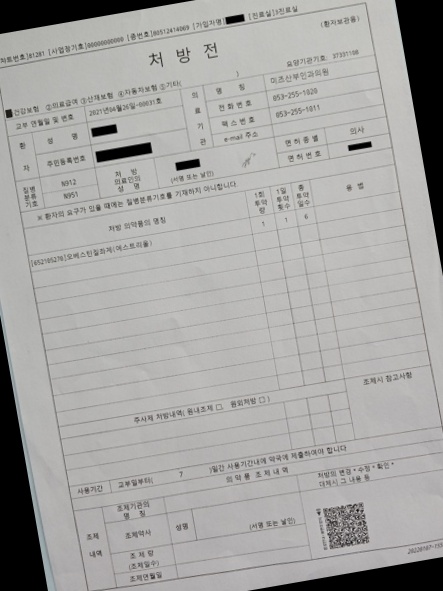 차트번호]81281 [사업장기호]00000000000 [증번호]80512414069 [가입자명] [진료실]3진료실
(환자보관용)
처 방 전
건강보험 ②의료급여 ③산재보험 ④자동차보험 ⑤기타( )
요양기관기호: 37331108
교부 연월일 및 번호 2021년04월26일-00031호
의료기관
명 칭 미즈산부인과의원
전화 번호 053-255-1020
팩스 번호 053-255-1011
e-mail 주소
환자
성 명
주민등록번호
질병분류기호
N912
N951
처 방
의료인의
성 명
(서명 또는 날인)
면허 종별 의사
면허 번호
※ 환자의 요구가 있을 때에는 질병분류기호를 기재하지 아니합니다
처방 의약품의 명칭
1회 투약량
1일 투약횟수
총 투약일수
용 법
[652105270]오베스틴질좌제(에스트리올) 1 1 6
주사제 처방내역( 원내조제 □, 원외처방 □ )
조제시 참고사항
사용기간 교부일부터( 7 )일간 사용기간내에 약국에 제출하여야 합니다
의 약 품 조 제 내 역
조제내역
조제기관의
명 칭
처방의 변경 * 수정 * 확인 *
대체시 그 내용 등
조제약사 성명 (서명 또는 날인)
조제 량
(조제일수)
조제연월일